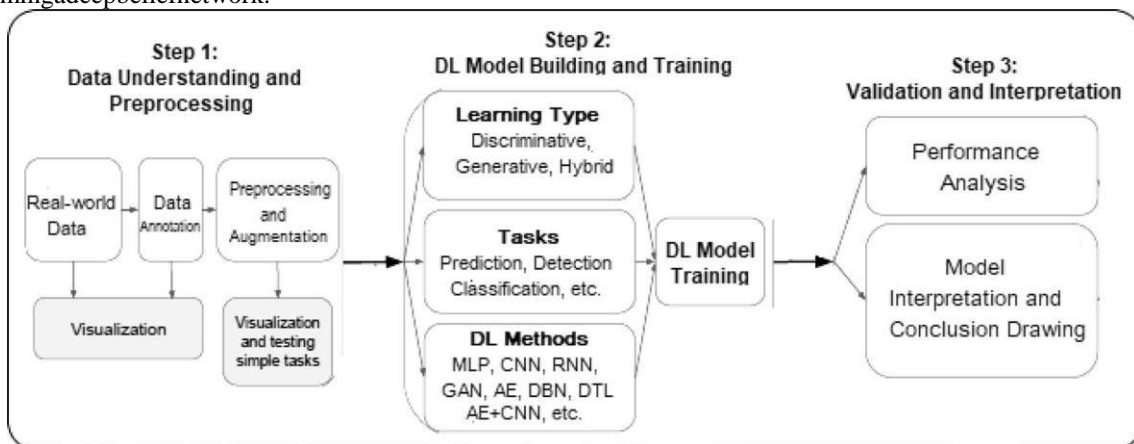 Step 1:
Data Understanding and
Preprocessing
Real-world
Data
Data
Annotation
Preprocessing
and
Augmentation
Visualization
Visualization
and testing
simple tasks
Step 2:
DL Model Building and Training
Learning Type
Discriminative,
Generative, Hybrid
Tasks
Prediction, Detection
Classification, etc.
DL Methods
MLP, CNN, RNN,
GAN, AE, DBN, DTL
AE+CNN, etc.
DL Model
Training
Step 3:
Validation and Interpretation
Performance
Analysis
Model
Interpretation and
Conclusion Drawing